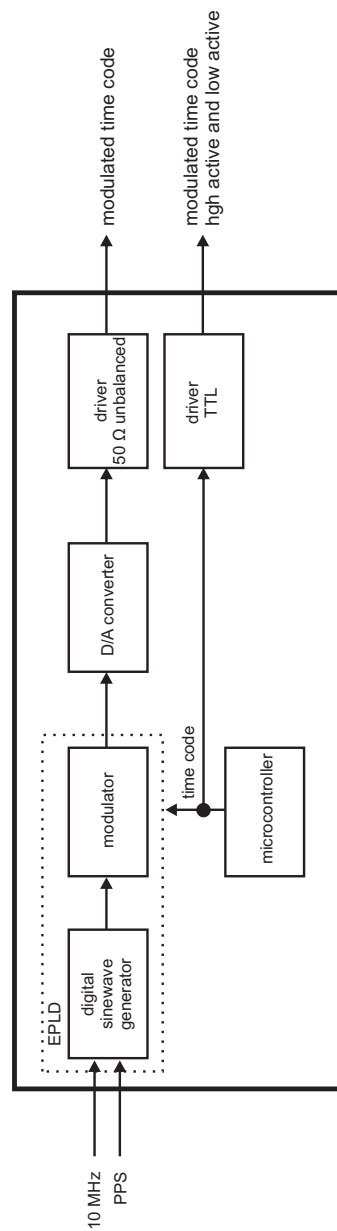 10 MHz
PPS
EPLD
digital
sinewave
generator
modulator
D/A converter
driver
50 Ω unbalanced
modulated time code
time code
microcontroller
driver
TTL
modulated time code
hgh active and low active